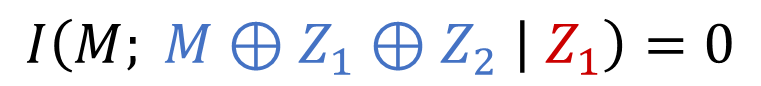 I(M; M ⊕ Z₁ ⊕ Z₂ | Z₁) = 0